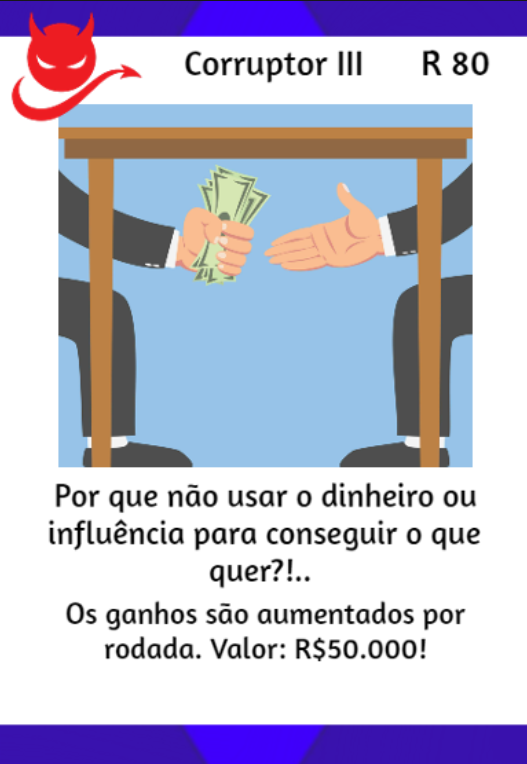 Corruptor III R 80
Por que não usar o dinheiro ou
influência para conseguir o que
quer?!..
Os ganhos são aumentados por
rodada. Valor: R$50.000!